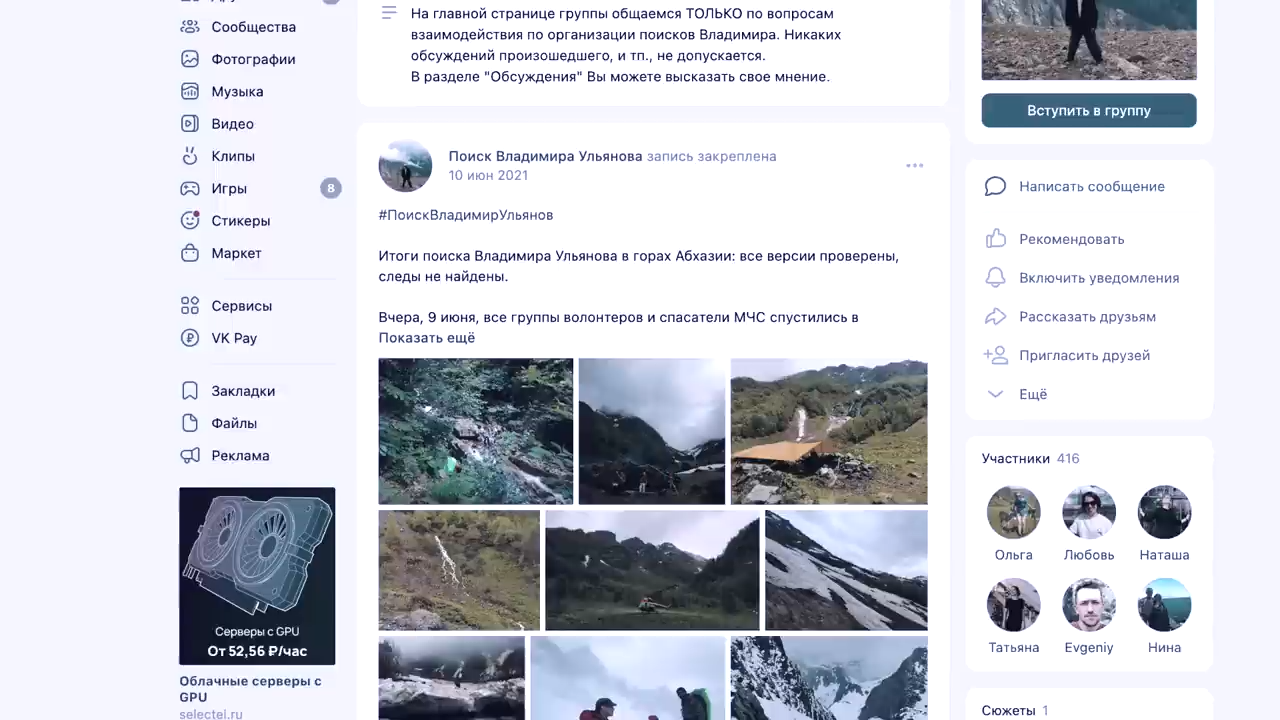 Сообщества
Фотографии
Музыка
Видео
Клипы
Игры
8
Стикеры
Маркет
Сервисы
VK Pay
Закладки
Файлы
Реклама
Серверы с GPU
От 52,56 ₽/час
Облачные серверы с
GPU
selectel.ru
На главной странице группы общаемся ТОЛЬКО по вопросам
взаимодействия по организации поисков Владимира. Никаких
обсуждений произошедшего, и тп., не допускается.
В разделе "Обсуждения" Вы можете высказать свое мнение.
Поиск Владимира Ульянова запись закреплена
10 июн 2021
#ПоискВладимирУльянов
Итоги поиска Владимира Ульянова в горах Абхазии: все версии проверены,
следы не найдены.
Вчера, 9 июня, все группы волонтеров и спасатели МЧС спустились в
Показать ещё
Вступить в группу
Написать сообщение
Рекомендовать
Включить уведомления
Рассказать друзьям
Пригласить друзей
Ещё
Участники 416
Ольга
Любовь
Наташа
Татьяна
Evgeniy
Нина
Сюжеты 1